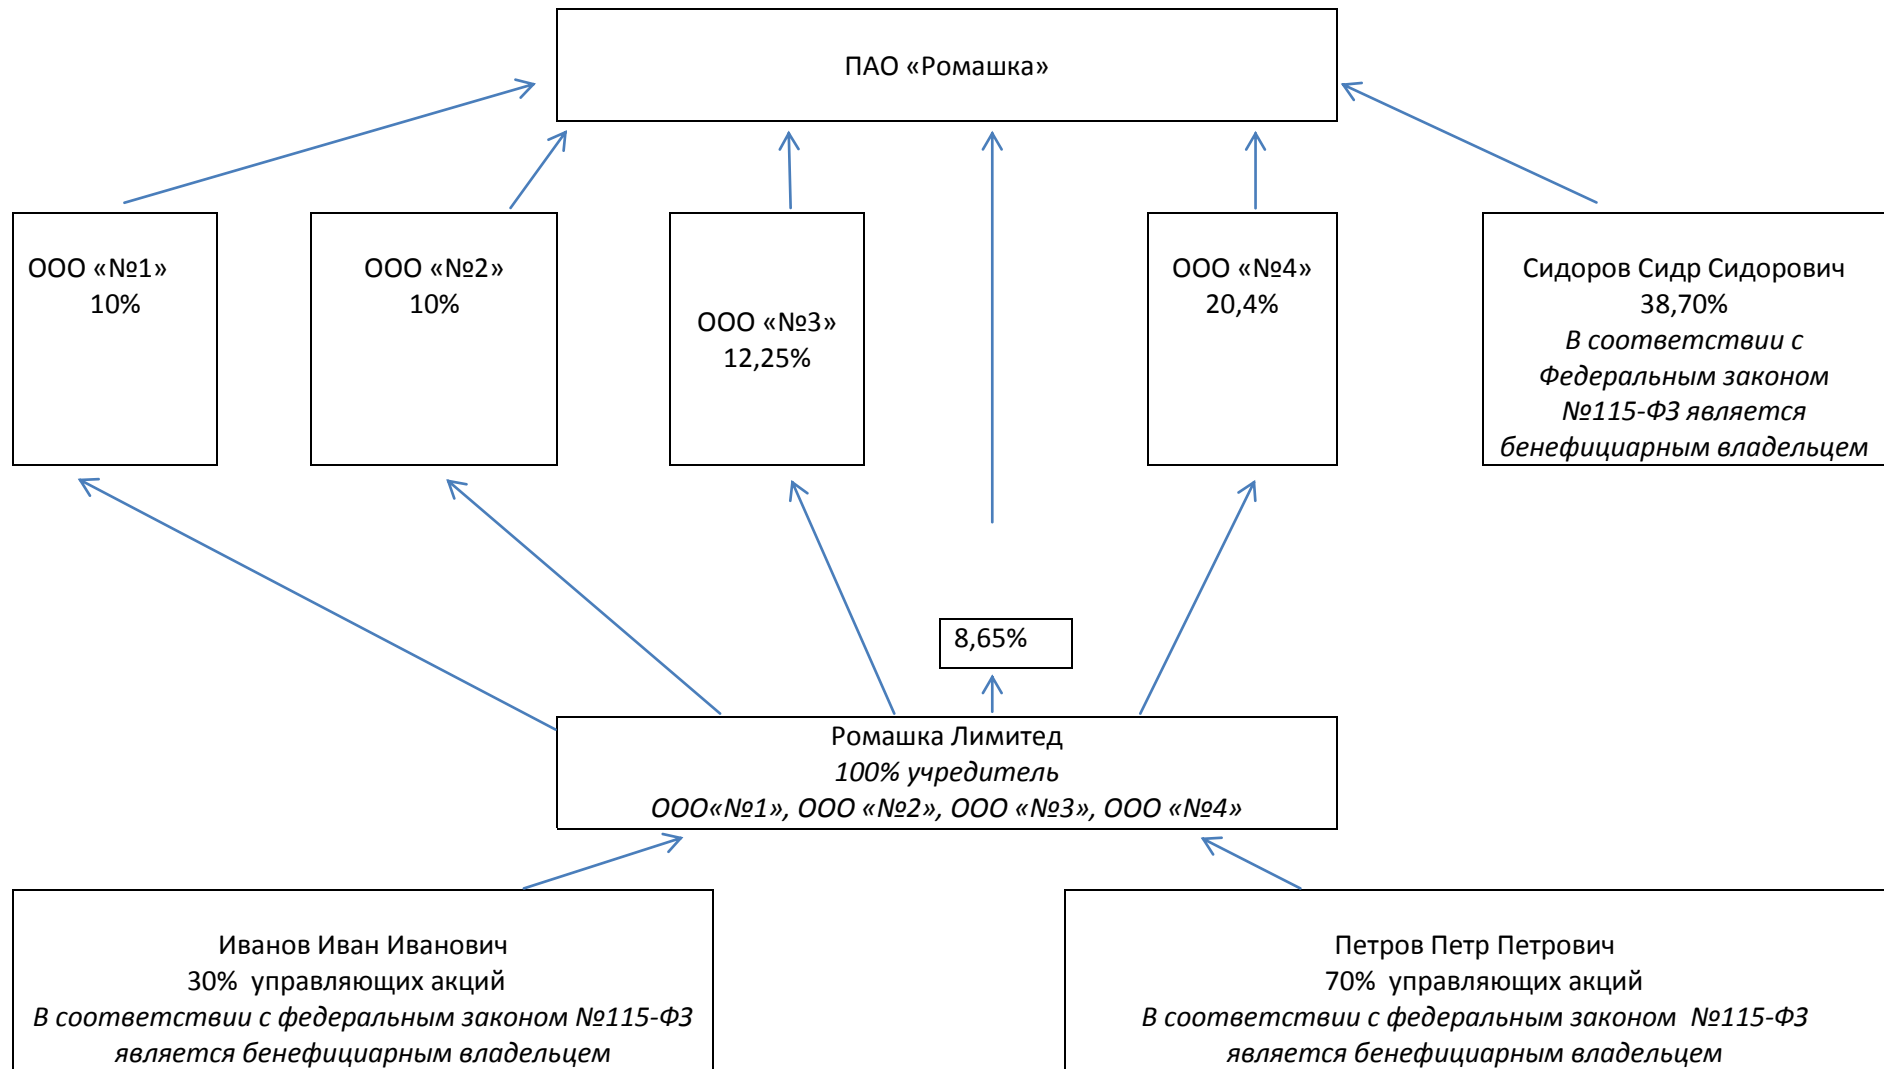 ПАО «Ромашка»
ООО «№1»
10%
ООО «№2»
10%
ООО «№3»
12,25%
ООО «№4»
20,4%
Сидоров Сидр Сидорович
38,70%
В соответствии с
Федеральным законом
№115-ФЗ является
бенефициарным владельцем
8,65%
Ромашка Лимитед
100% учредитель
ООО«№1», ООО «№2», ООО «№3», ООО «№4»
Иванов Иван Иванович
30% управляющих акций
В соответствии с федеральным законом №115-ФЗ
является бенефициарным владельцем
Петров Петр Петрович
70% управляющих акций
В соответствии с федеральным законом №115-ФЗ
является бенефициарным владельцем